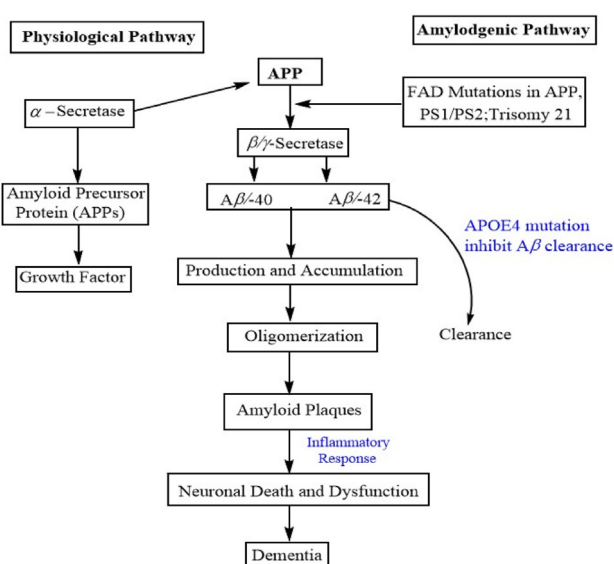 Physiological Pathway
Amylodgenic Pathway
APP
FAD Mutations in APP,
PS1/PS2;Trisomy 21
α – Secretase
β/γ-Secretase
Amyloid Precursor
Protein (APPs)
Aβ/-40 Aβ/-42
APOE4 mutation
inhibit Aβ clearance
Growth Factor
Production and Accumulation
Oligomerization
Clearance
Amyloid Plaques
Inflammatory
Response
Neuronal Death and Dysfunction
Dementia